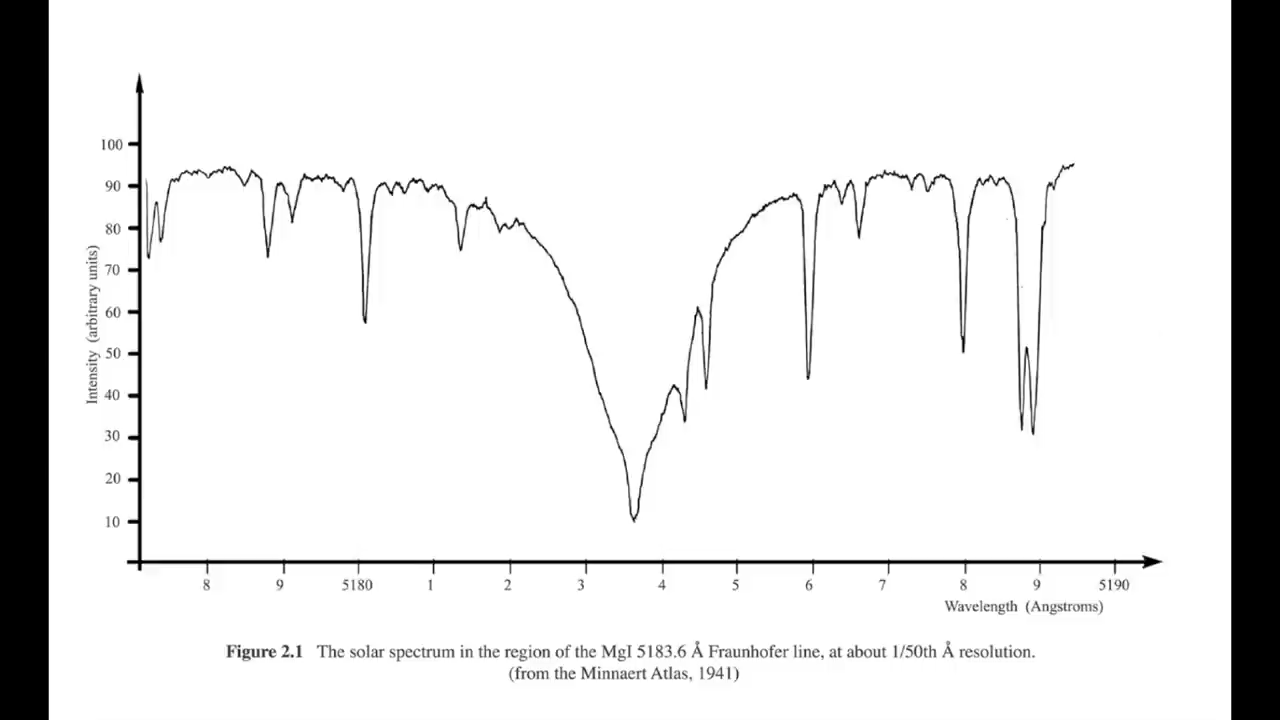 100
90
80
70
60
50
40
30
20
10
Intensity (arbitrary units)
8 9 5180 1 2 3 4 5 6 7 8 9 5190
Wavelength (Angstroms)
Figure 2.1 The solar spectrum in the region of the MgI 5183.6 Å Fraunhofer line, at about 1/50th Å resolution.
(from the Minnaert Atlas, 1941)